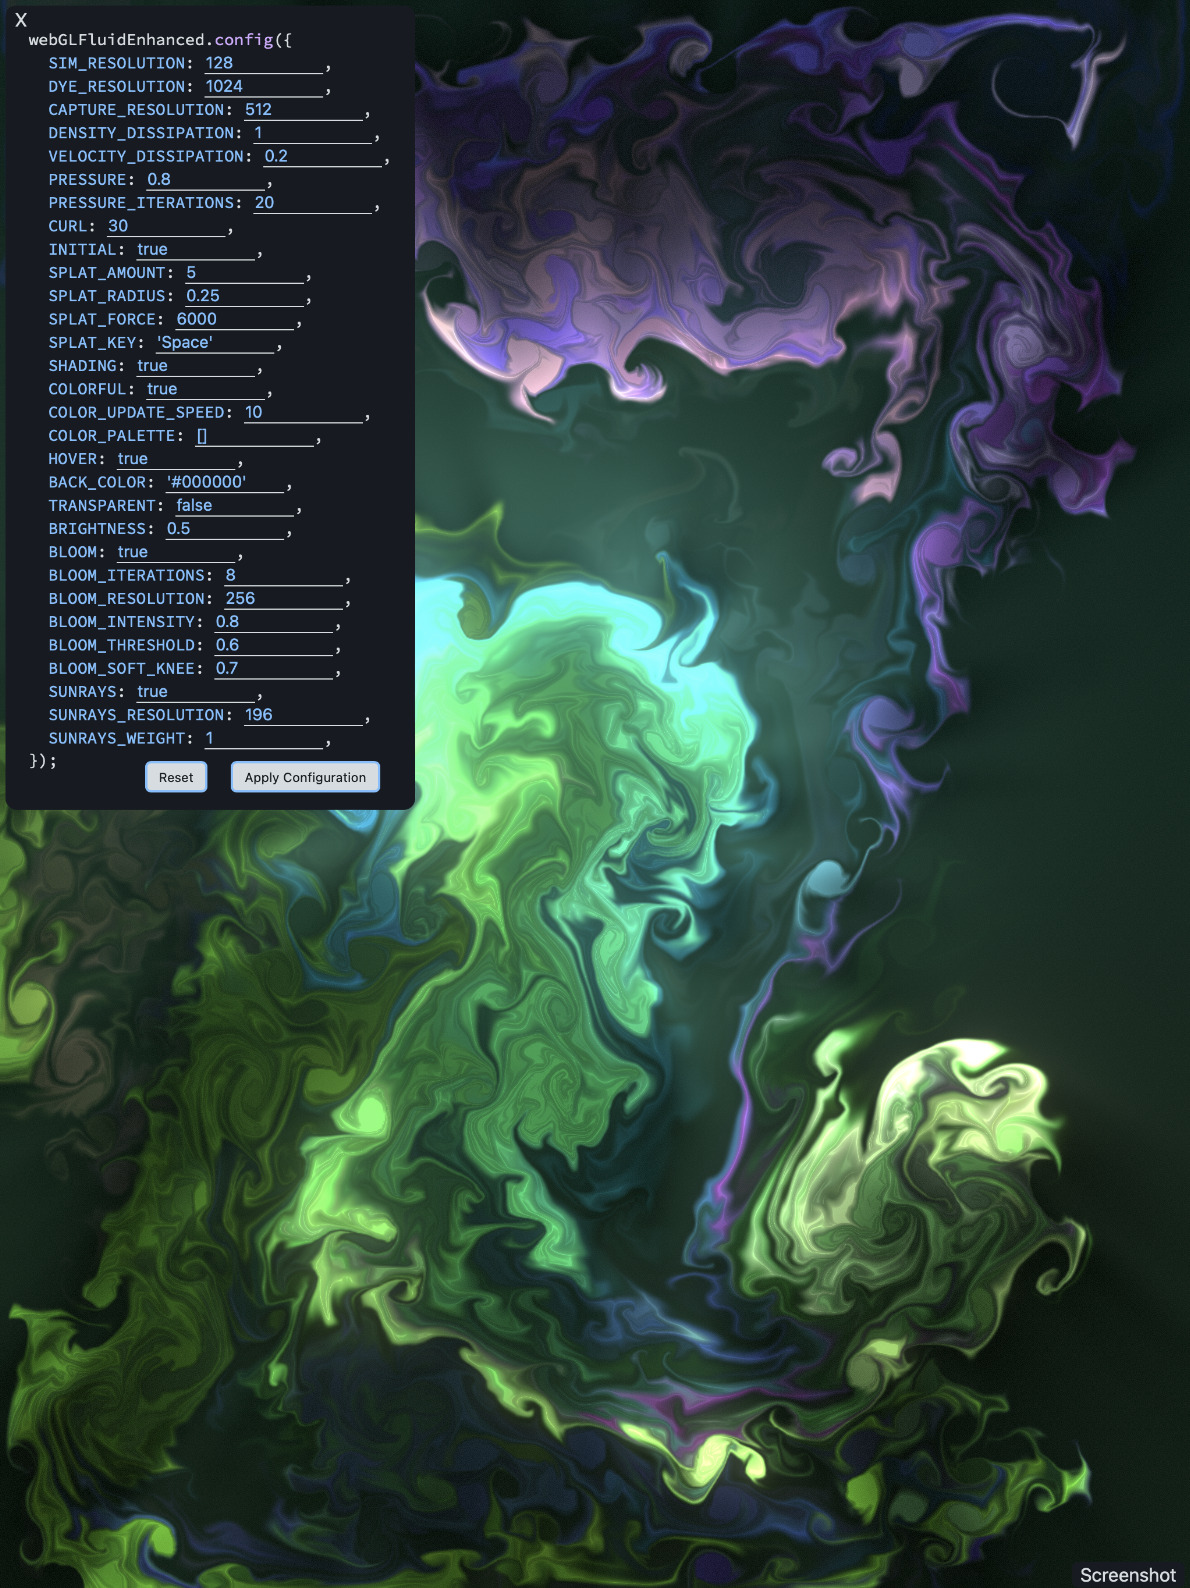 X
webGLFluidEnhanced.config({
SIM_RESOLUTION: 128,
DYE_RESOLUTION: 1024,
CAPTURE_RESOLUTION: 512,
DENSITY_DISSIPATION: 1,
VELOCITY_DISSIPATION: 0.2,
PRESSURE: 0.8,
PRESSURE_ITERATIONS: 20,
CURL: 30,
INITIAL: true,
SPLAT_AMOUNT: 5,
SPLAT_RADIUS: 0.25,
SPLAT_FORCE: 6000,
SPLAT_KEY: 'Space',
SHADING: true,
COLORFUL: true,
COLOR_UPDATE_SPEED: 10,
COLOR_PALETTE: [],
HOVER: true,
BACK_COLOR: '#000000',
TRANSPARENT: false,
BRIGHTNESS: 0.5,
BLOOM: true,
BLOOM_ITERATIONS: 8,
BLOOM_RESOLUTION: 256,
BLOOM_INTENSITY: 0.8,
BLOOM_THRESHOLD: 0.6,
BLOOM_SOFT_KNEE: 0.7,
SUNRAYS: true,
SUNRAYS_RESOLUTION: 196,
SUNRAYS_WEIGHT: 1,
});
Reset Apply Configuration
Screenshot